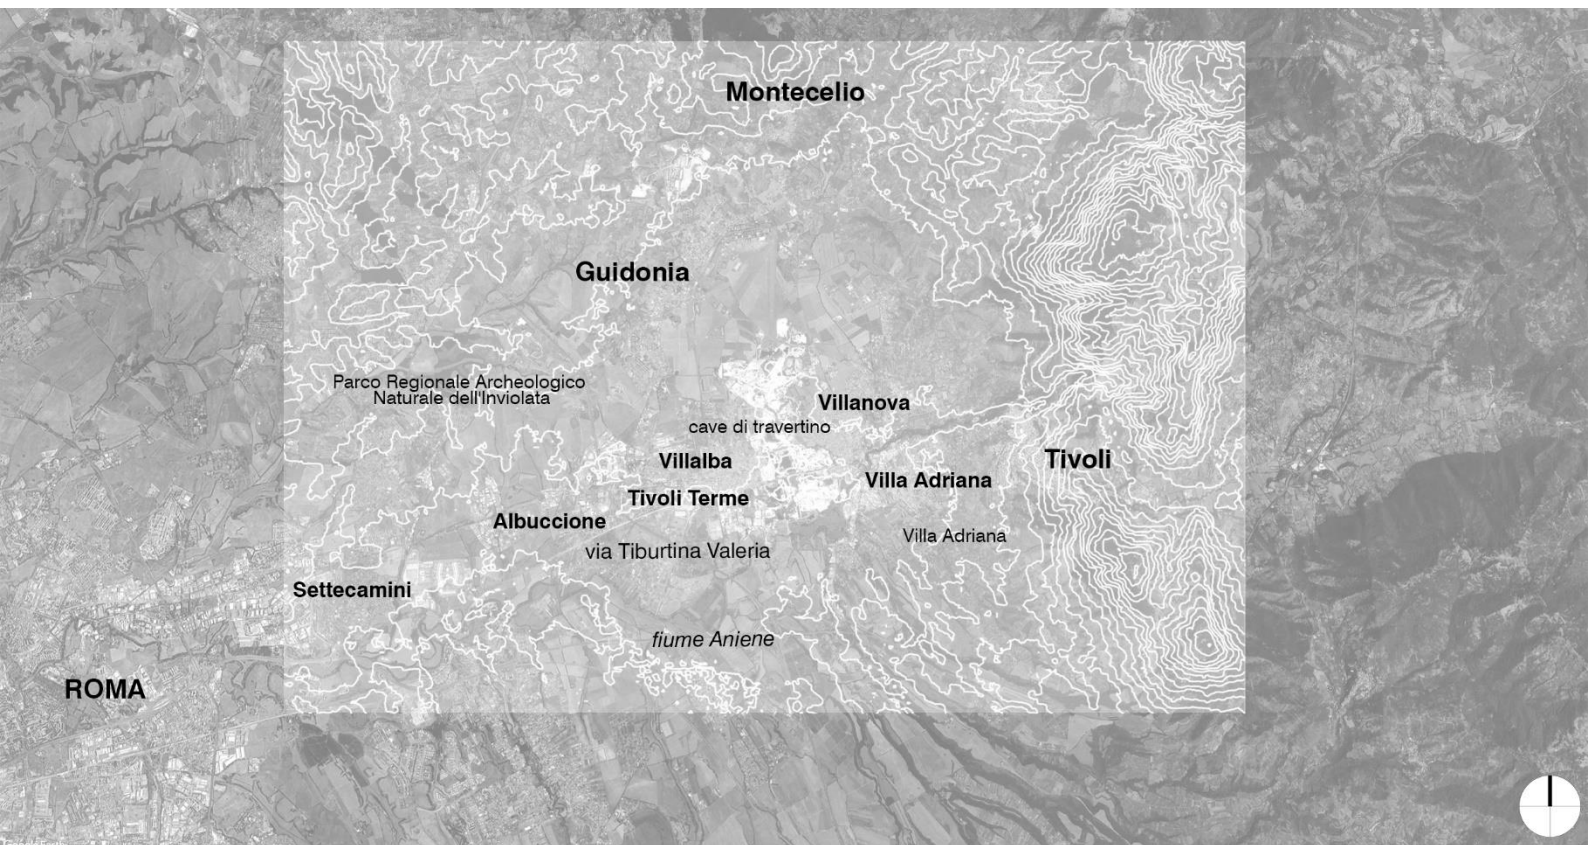 Montecelio
Guidonia
Parco Regionale Archeologico
Naturale dell'Inviolata
Villanova
cave di travertino
Villalba
Tivoli
Villa Adriana
Tivoli Terme
Albuccione
Villa Adriana
via Tiburtina Valeria
Settecamini
fiume Aniene
ROMA